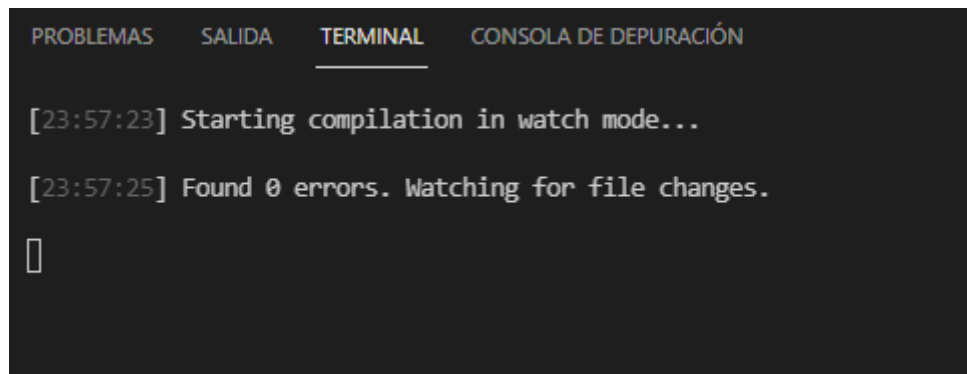 PROBLEMAS SALIDA TERMINAL CONSOLA DE DEPURACIÓN
[23:57:23] Starting compilation in watch mode...
[23:57:25] Found 0 errors. Watching for file changes.